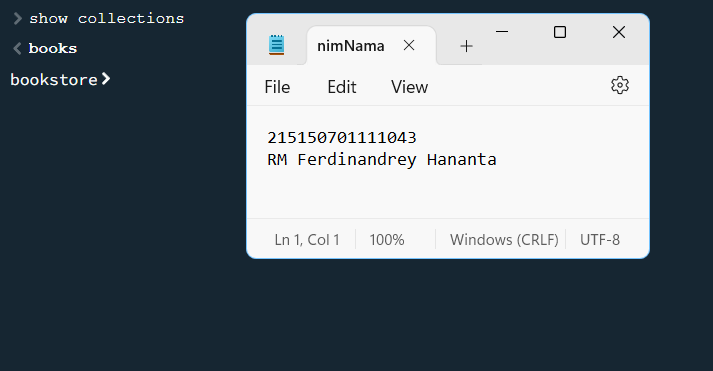 show collections
books
bookstore
nimNama
File Edit View
215150701111043
RM Ferdinandrey Hananta
Ln 1, Col 1 100% Windows (CRLF) UTF-8